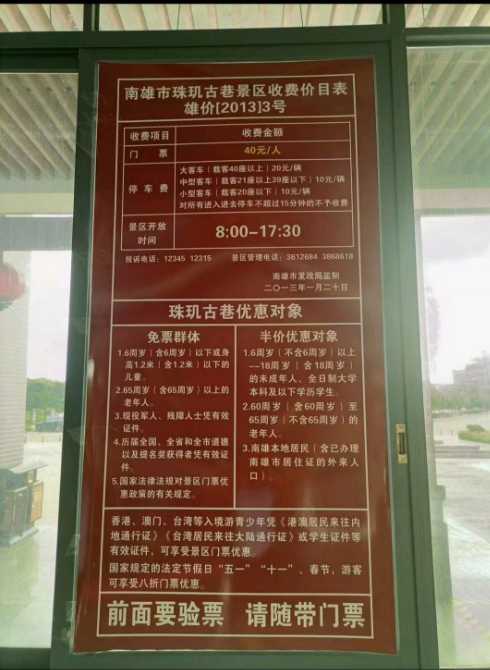 南雄市珠玑古巷景区收费价目表
雄价[2013]3号
收费项目 收费金额
门 票 40元/人
停 车 费
大客车（载客40座以上）20元/辆
中型客车（载客21座以上39座以下）10元/辆
小型客车（载客20座以下）10元/辆
对所有进入进去停车不超过15分钟的不予收费
景区开放
时间
8:00–17:30
投诉电话：12345 12315 景区管理电话：3612684 3868618
南雄市发改局监制
二〇一三年一月二十日
珠玑古巷优惠对象
免票群体
1.6周岁（含6周岁）以下或身
高1.2米（含1.2米）以下的
儿童。
2.65周岁（含65周岁）以上的
老年人。
3.现役军人、残障人士凭有效
证件。
4.历届全国、全省和全市道德
以及提名奖获得者凭有效证
件。
5.国家法律法规对景区门票优
惠政策的有关规定。
半价优惠对象
1.6周岁（不含6周岁）以上
---18周岁（含18周岁）
的未成年人、全日制大学
本科及以下学历学生。
2.60周岁（含60周岁）至
65周岁（不含65周岁）的
老年人。
3.南雄本地居民（含已办理
南雄市居住证的外来人
口）。
香港、澳门、台湾等入境游青少年凭《港澳居民来往内
地通行证》《台湾居民来往大陆通行证》或学生证件等
有效证件，可享受景区门票优惠。
国家规定的法定节假日“五一”“十一”、春节、游客
可享受八折门票优惠。
前面要验票 请随带门票